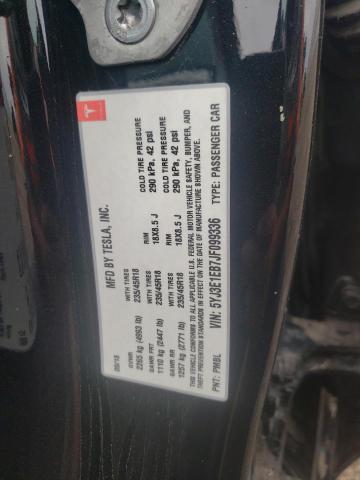 MFD BY TESLA, INC.
05/18
GVWR
2265 kg (4993 lb)
GAWR FRT WITH TIRES RIM COLD TIRE PRESSURE
1110 kg (2447 lb) 235/45R18 18X8.5 J 290 kPa, 42 psi
GAWR RR WITH TIRES RIM COLD TIRE PRESSURE
1257 kg (2771 lb) 235/45R18 18X8.5 J 290 kPa, 42 psi
THIS VEHICLE CONFORMS TO ALL APPLICABLE U.S. FEDERAL MOTOR VEHICLE SAFETY, BUMPER, AND
THEFT PREVENTION STANDARDS IN EFFECT ON THE DATE OF MANUFACTURE SHOWN ABOVE.
VIN: 5YJ3E1EB7JF099336
PNT: PMBL TYPE: PASSENGER CAR